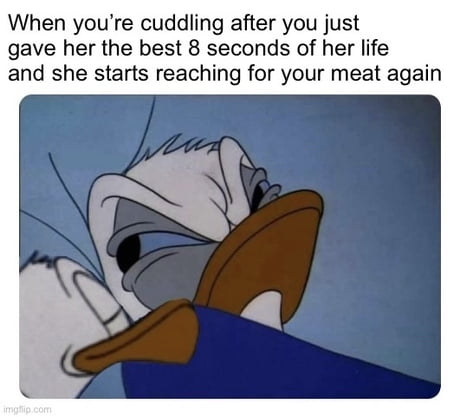 When you’re cuddling after you just
gave her the best 8 seconds of her life
and she starts reaching for your meat again
imgflip.com